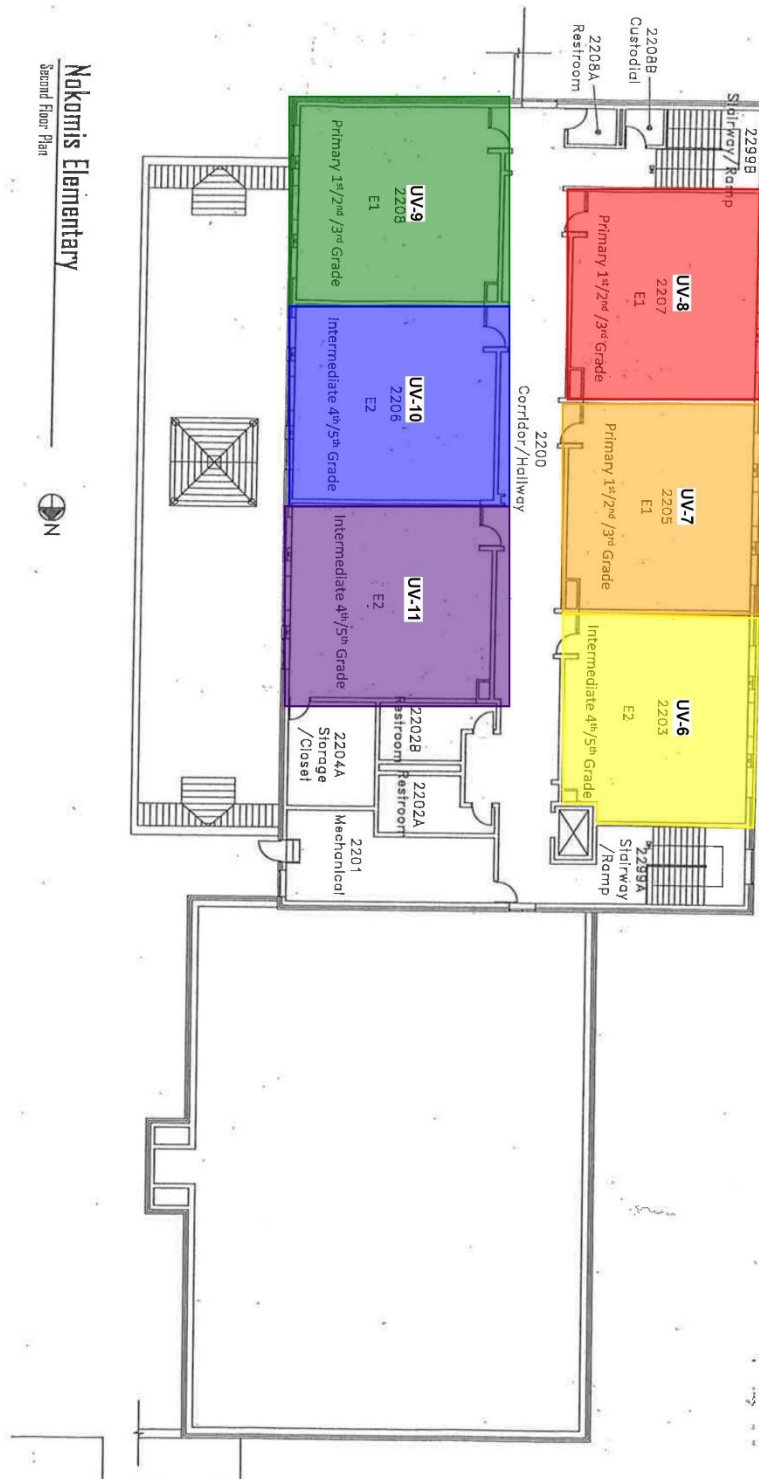 Nokomis Elementary
Second Floor Plan
N
2208B
Custodial
2208A
Restroom
2299B
Stairway/Ramp
UV-9
2208
E1
Primary 1st/2nd /3rd Grade
UV-8
2207
E1
Primary 1st/2nd /3rd Grade
UV-10
2206
E2
Intermediate 4th/5th Grade
2200
Corridor/Hallway
UV-7
2205
E1
Primary 1st/2nd /3rd Grade
UV-11
E2
Intermediate 4th/5th Grade
UV-6
2203
E2
Intermediate 4th/5th Grade
2202B
Restroom
2202A
Restroom
2204A
Storage
/Closet
2201
Mechanical
2299A
Stairway
/Ramp